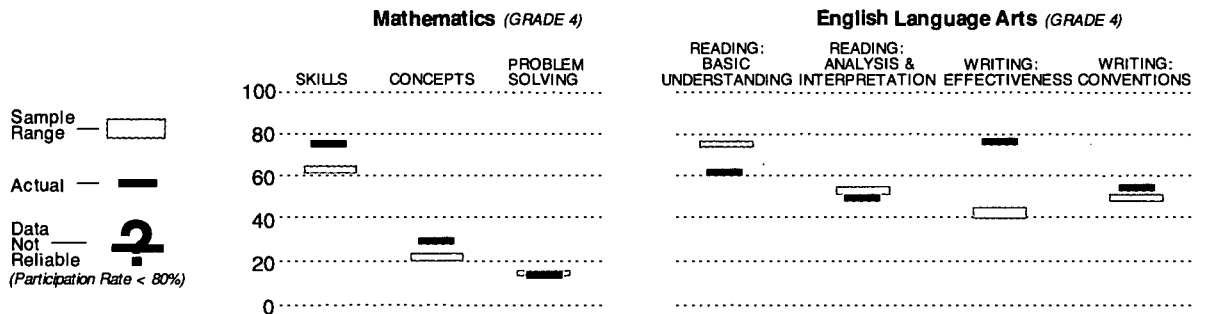 Mathematics (GRADE 4)
English Language Arts (GRADE 4)
SKILLS
CONCEPTS
PROBLEM
SOLVING
READING:
BASIC
UNDERSTANDING
READING:
ANALYSIS &
INTERPRETATION
WRITING:
EFFECTIVENESS
WRITING:
CONVENTIONS
100
80
60
40
20
0
Sample
Range
Actual
Data
Not
Reliable
?
(Participation Rate < 80%)